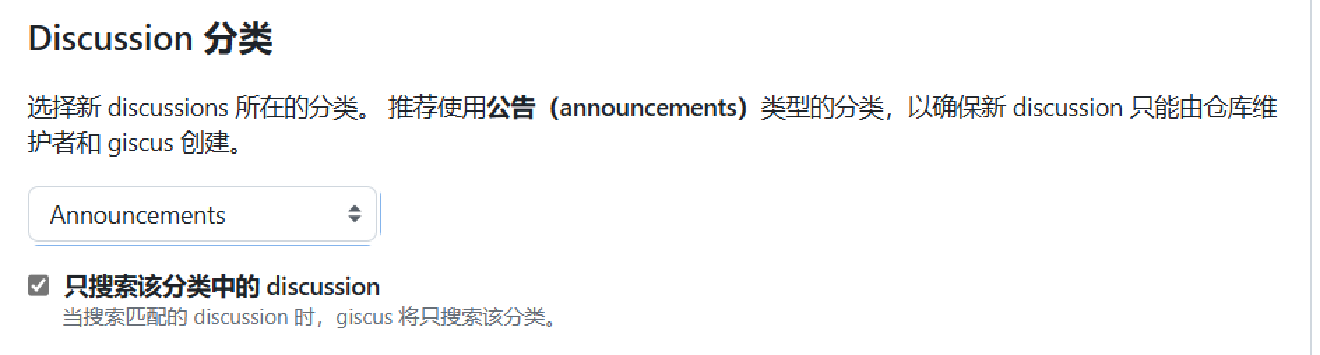 Discussion 分类
选择新 discussions 所在的分类。 推荐使用公告（announcements）类型的分类，以确保新 discussion 只能由仓库维
护者和 giscus 创建。
Announcements
只搜索该分类中的 discussion
当搜索匹配的 discussion 时，giscus 将只搜索该分类。